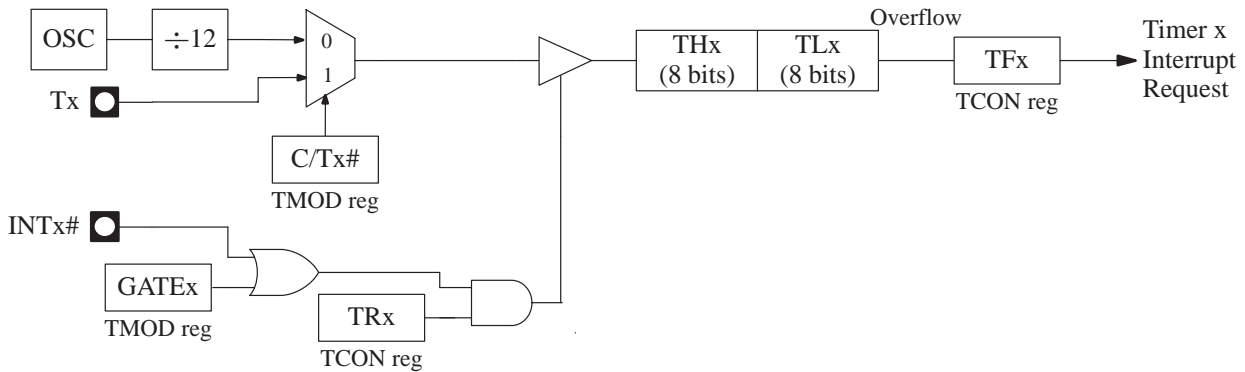 OSC
÷12
0
1
Tx
C/Tx#
TMOD reg
THx
(8 bits)
TLx
(8 bits)
Overflow
TFx
TCON reg
Timer x
Interrupt
Request
INTx#
GATEx
TMOD reg
TRx
TCON reg